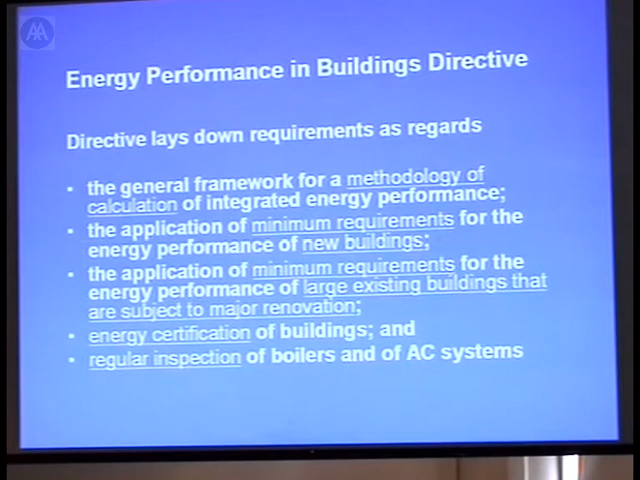 AA
Energy Performance in Buildings Directive
Directive lays down requirements as regards
• the general framework for a methodology of
calculation of integrated energy performance;
• the application of minimum requirements for the
energy performance of new buildings;
• the application of minimum requirements for the
energy performance of large existing buildings that
are subject to major renovation;
• energy certification of buildings; and
• regular inspection of boilers and of AC systems